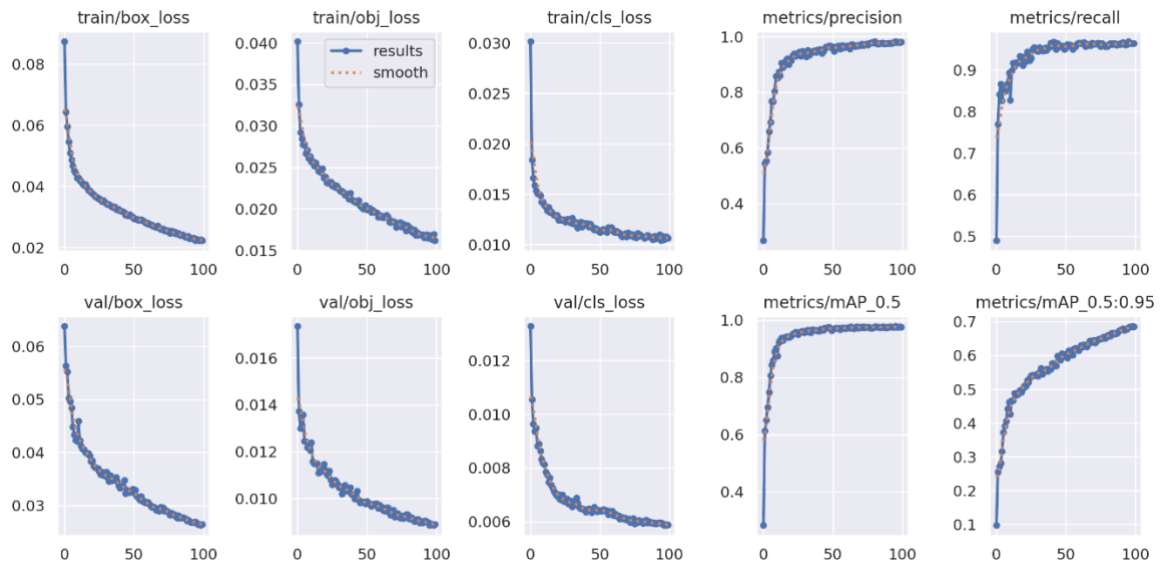 train/box_loss train/obj_loss train/cls_loss metrics/precision metrics/recall
0.08 0.06 0.04 0.02
0 50 100
0.040 0.035 0.030 0.025 0.020 0.015
results
smooth
0 50 100
0.030 0.025 0.020 0.015 0.010
0 50 100
1.0 0.8 0.6 0.4
0 50 100
0.9 0.8 0.7 0.6 0.5
0 50 100
val/box_loss val/obj_loss val/cls_loss metrics/mAP_0.5 metrics/mAP_0.5:0.95
0.06 0.05 0.04 0.03
0 50 100
0.016 0.014 0.012 0.010
0 50 100
0.012 0.010 0.008 0.006
0 50 100
1.0 0.8 0.6 0.4
0 50 100
0.7 0.6 0.5 0.4 0.3 0.2 0.1
0 50 100